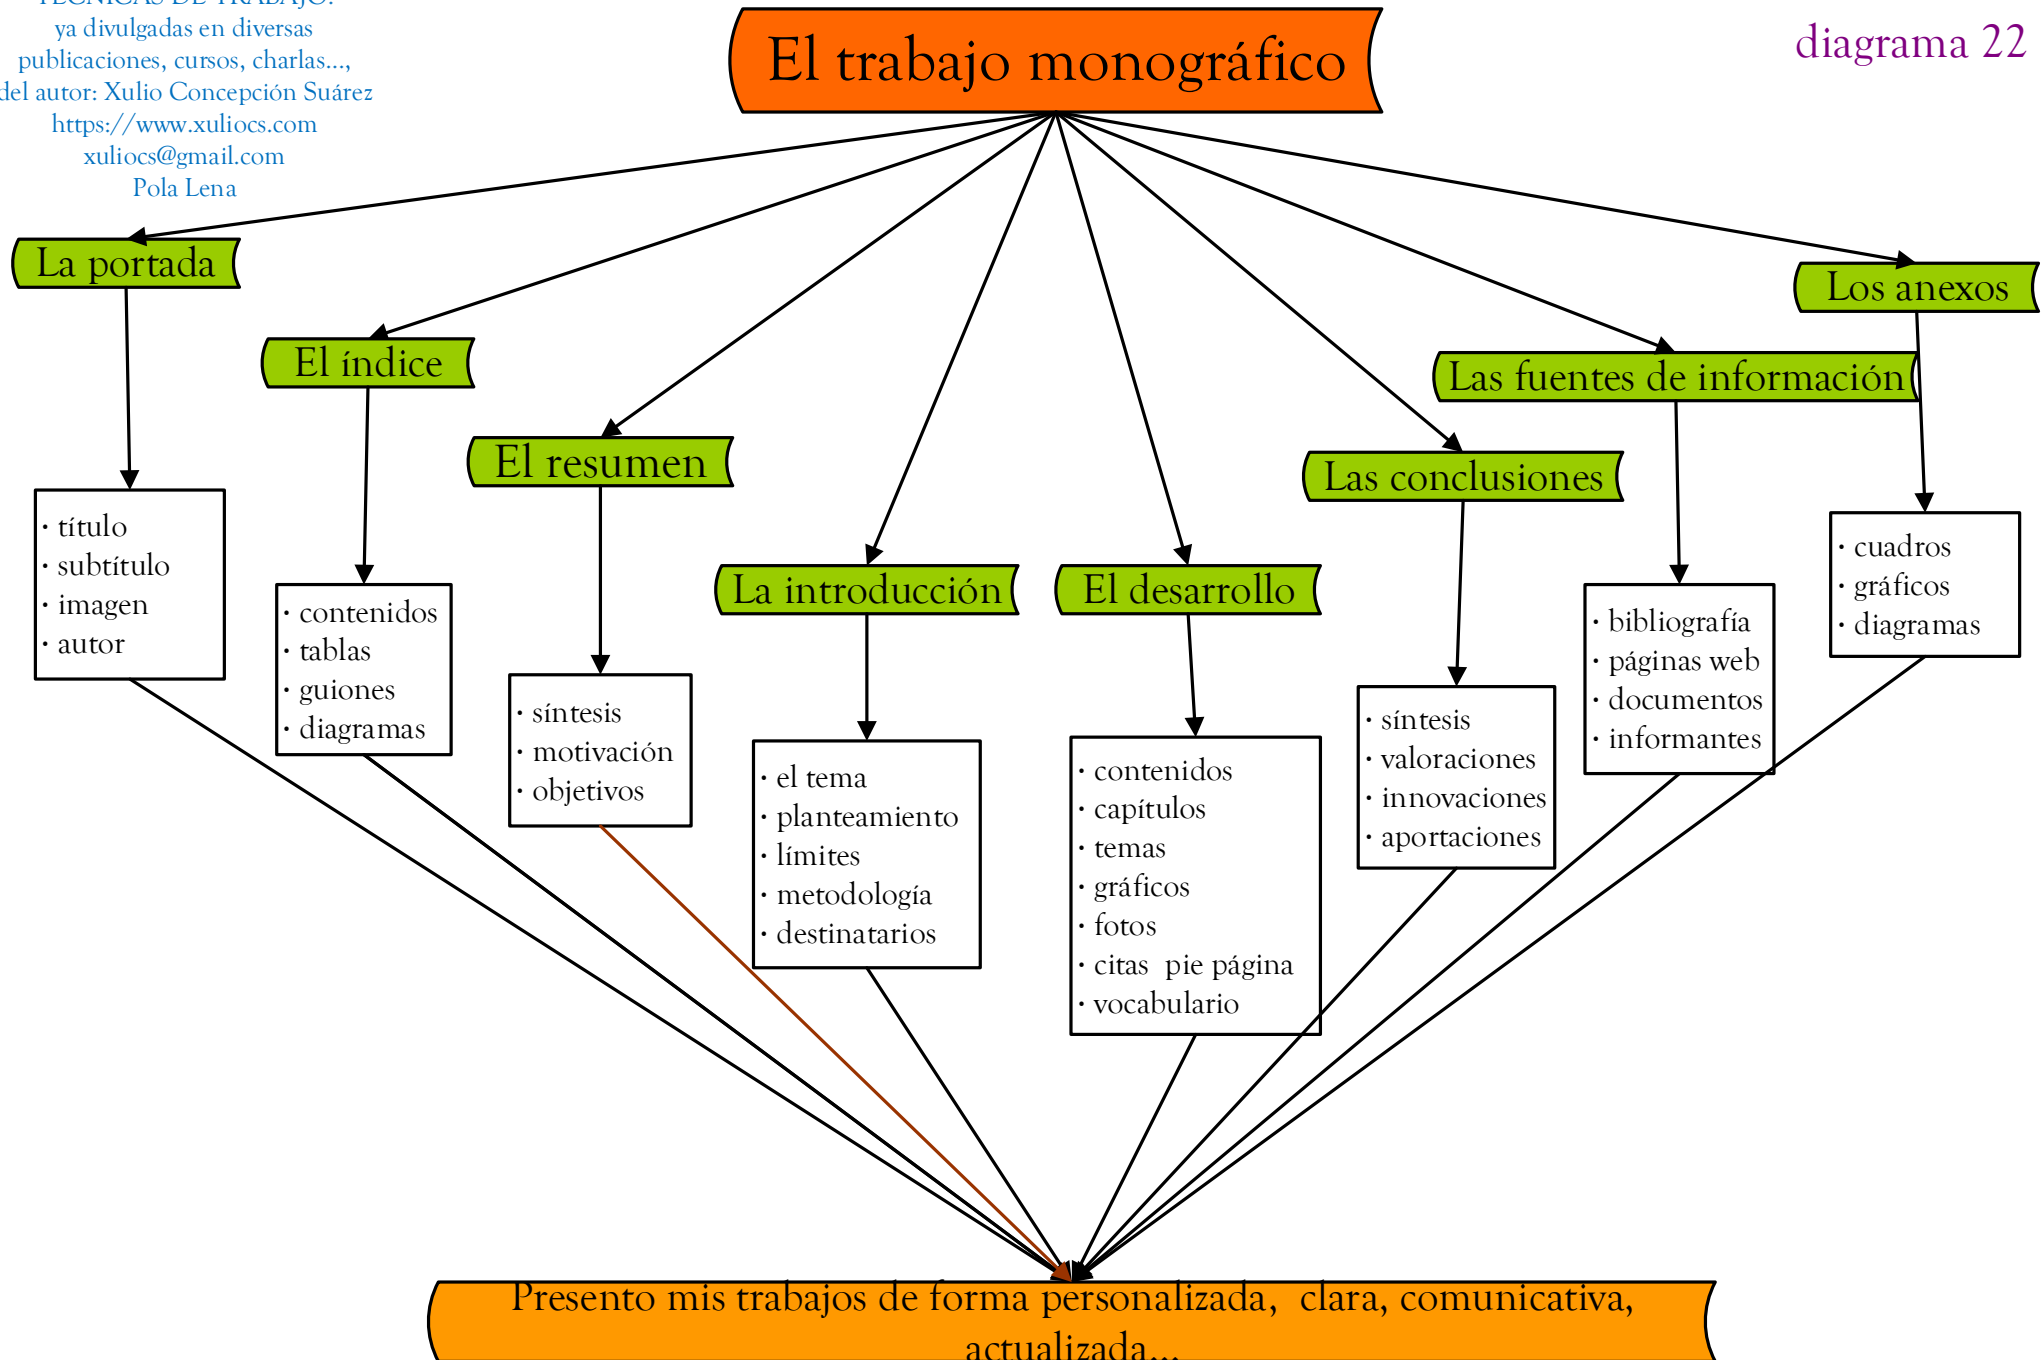 TÉCNICAS DE TRABAJO:
ya divulgadas en diversas
publicaciones, cursos, charlas...,
del autor: Xulio Concepción Suárez
https://www.xuliocs.com
xuliocs@gmail.com
Pola Lena
El trabajo monográfico
diagrama 22
La portada
· título
· subtítulo
· imagen
· autor
El índice
· contenidos
· tablas
· guiones
· diagramas
El resumen
· síntesis
· motivación
· objetivos
La introducción
· el tema
· planteamiento
· límites
· metodología
· destinatarios
El desarrollo
· contenidos
· capítulos
· temas
· gráficos
· fotos
· citas  pie página
· vocabulario
Las conclusiones
· síntesis
· valoraciones
· innovaciones
· aportaciones
Las fuentes de información
· bibliografía
· páginas web
· documentos
· informantes
Los anexos
· cuadros
· gráficos
· diagramas
Presento mis trabajos de forma personalizada,  clara, comunicativa,
actualizada...